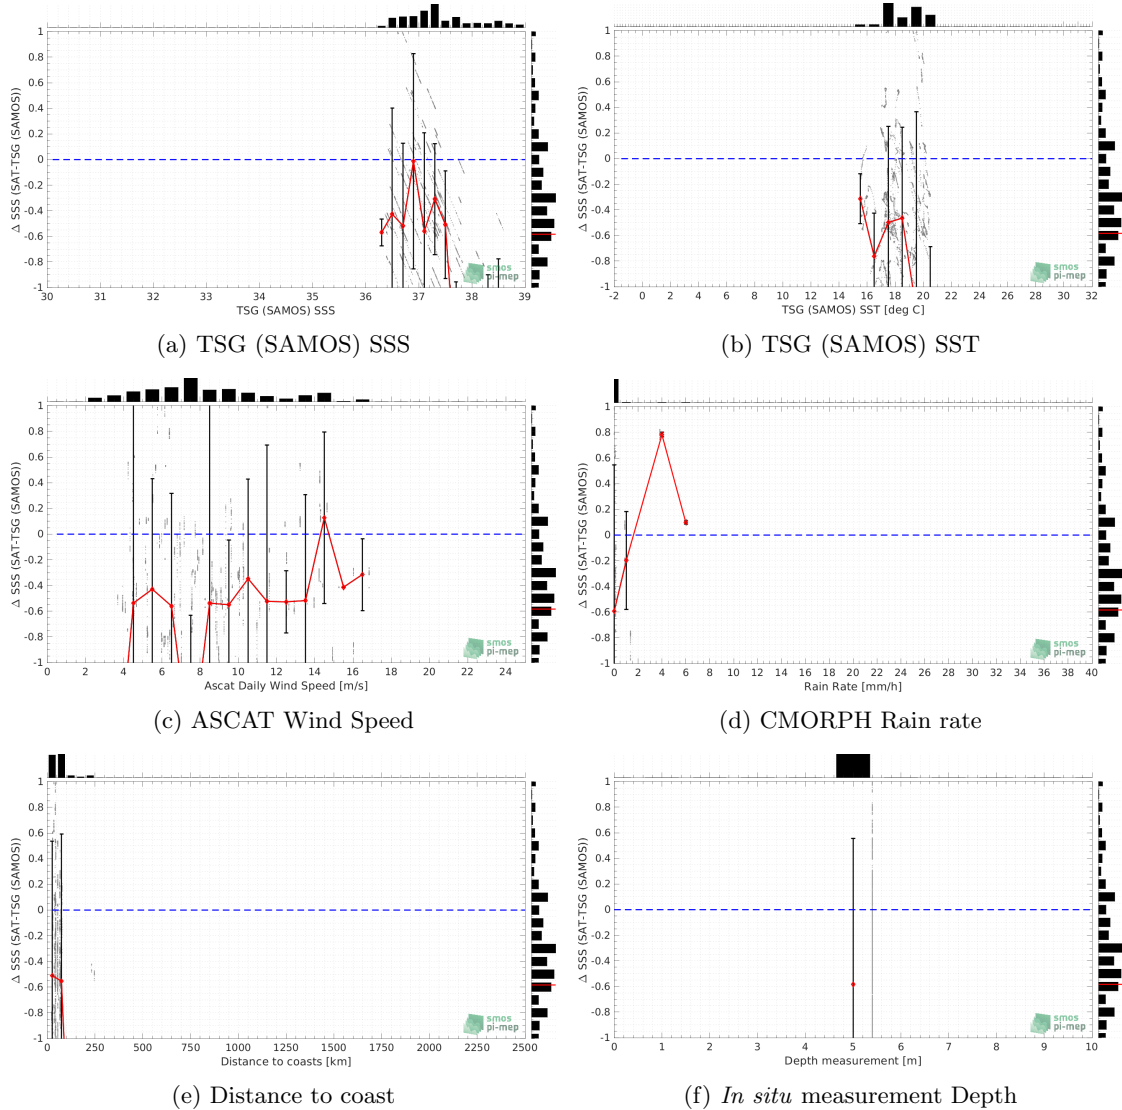 1
0.8
0.6
0.4
0.2
0
-0.2
-0.4
-0.6
-0.8
-1
Δ SSS (SAT-TSG (SAMOS))
30 31 32 33 34 35 36 37 38 39
TSG (SAMOS) SSS
smos
pi-mep
(a) TSG (SAMOS) SSS
1
0.8
0.6
0.4
0.2
0
-0.2
-0.4
-0.6
-0.8
-1
Δ SSS (SAT-TSG (SAMOS))
-2 0 2 4 6 8 10 12 14 16 18 20 22 24 26 28 30 32
TSG (SAMOS) SST [deg C]
smos
pi-mep
(b) TSG (SAMOS) SST
1
0.8
0.6
0.4
0.2
0
-0.2
-0.4
-0.6
-0.8
-1
Δ SSS (SAT-TSG (SAMOS))
0 2 4 6 8 10 12 14 16 18 20 22 24
Ascat Daily Wind Speed [m/s]
smos
pi-mep
(c) ASCAT Wind Speed
1
0.8
0.6
0.4
0.2
0
-0.2
-0.4
-0.6
-0.8
-1
Δ SSS (SAT-TSG (SAMOS))
0 2 4 6 8 10 12 14 16 18 20 22 24 26 28 30 32 34 36 38 40
Rain Rate [mm/h]
smos
pi-mep
(d) CMORPH Rain rate
1
0.8
0.6
0.4
0.2
0
-0.2
-0.4
-0.6
-0.8
-1
Δ SSS (SAT-TSG (SAMOS))
0 250 500 750 1000 1250 1500 1750 2000 2250 2500
Distance to coasts [km]
smos
pi-mep
(e) Distance to coast
1
0.8
0.6
0.4
0.2
0
-0.2
-0.4
-0.6
-0.8
-1
Δ SSS (SAT-TSG (SAMOS))
0 1 2 3 4 5 6 7 8 9 10
Depth measurement [m]
smos
pi-mep
(f) In situ measurement Depth